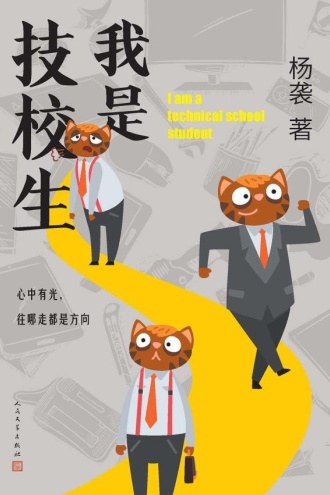 我是
技校生
I am a
technical school
student
杨袭 著
心中有光，
往哪走都是方向
人民文学出版社